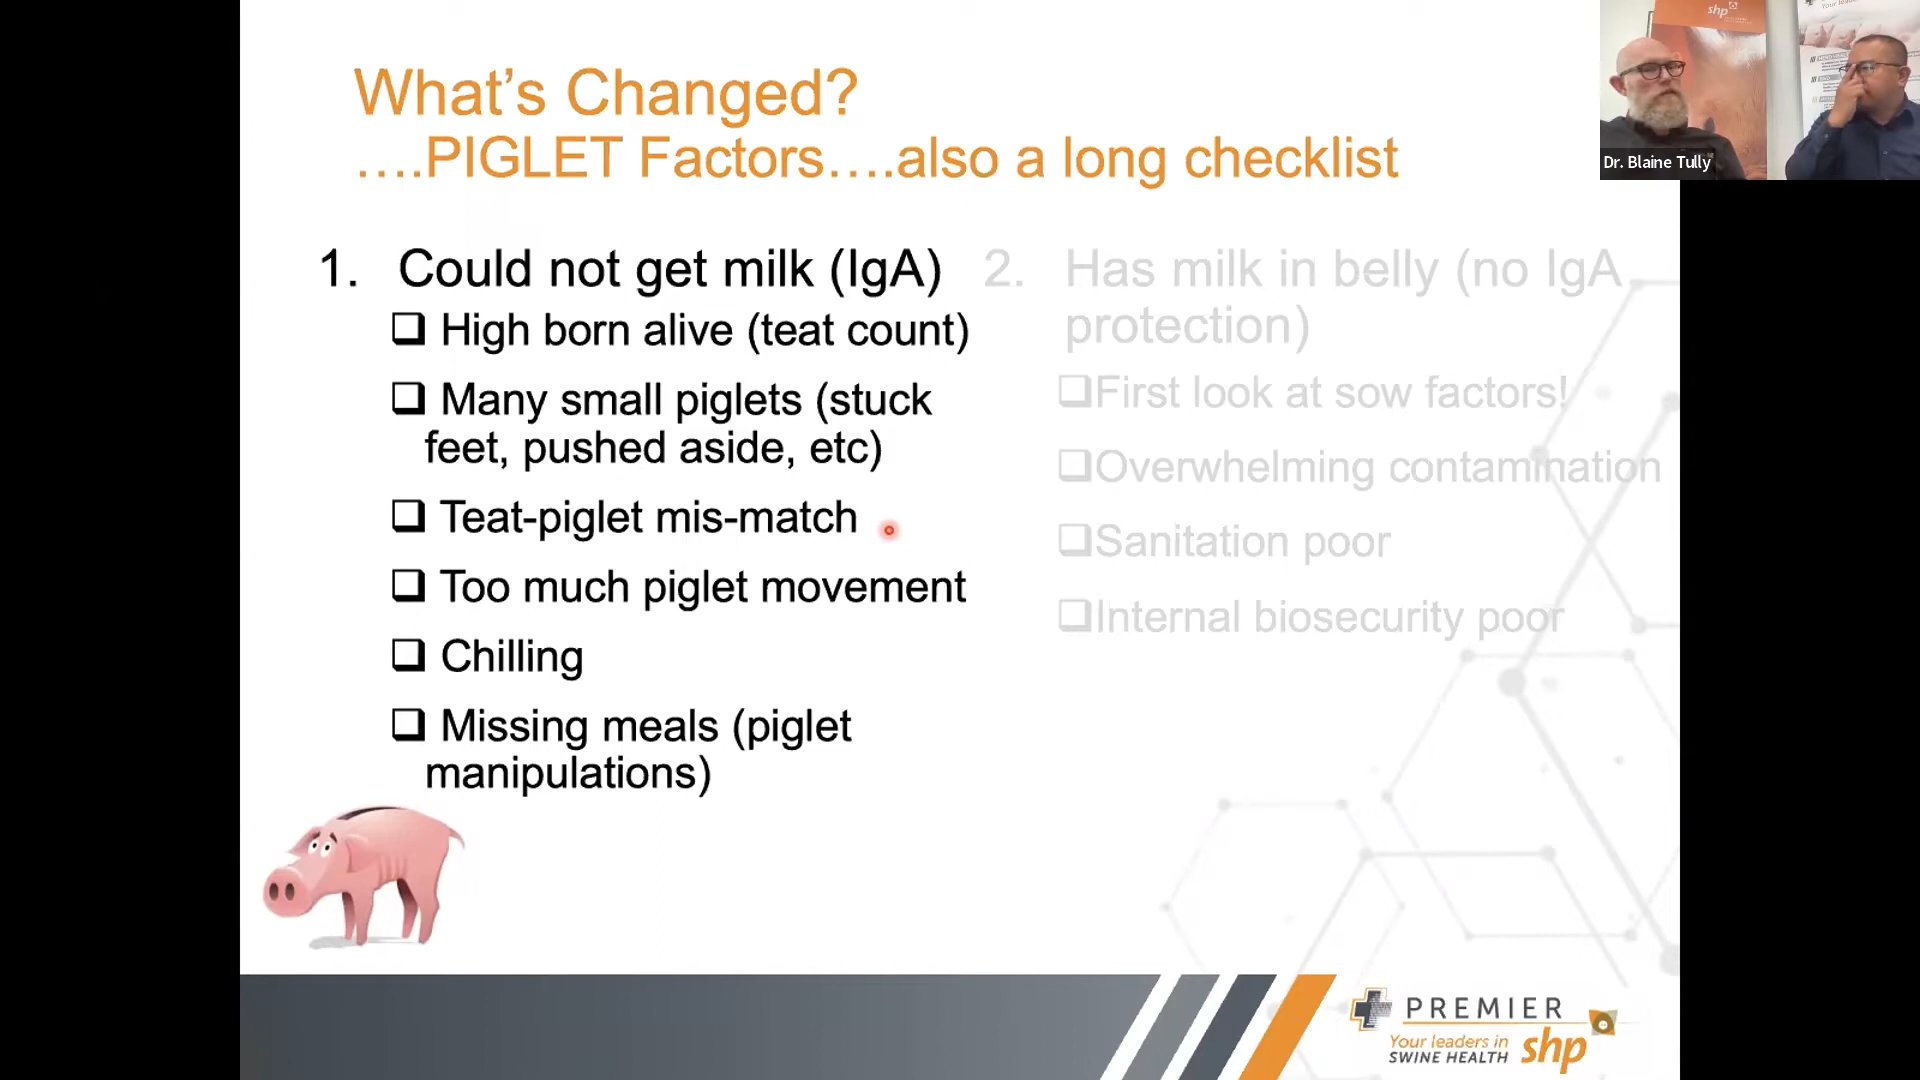 What's Changed?
....PIGLET Factors....also a long checklist
1. Could not get milk (IgA)
❑ High born alive (teat count)
❑ Many small piglets (stuck
feet, pushed aside, etc)
❑ Teat-piglet mis-match
❑ Too much piglet movement
❑ Chilling
❑ Missing meals (piglet
manipulations)
2. Has milk in belly (no IgA
protection)
❑First look at sow factors!
❑Overwhelming contamination
❑Sanitation poor
❑Internal biosecurity poor
shp
Dr. Blaine Tully
PREMIER
Your leaders in
SWINE HEALTH
shp